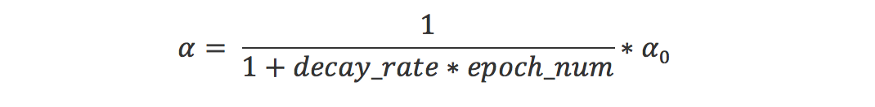 α = 1 / (1 + decay_rate * epoch_num) * α₀